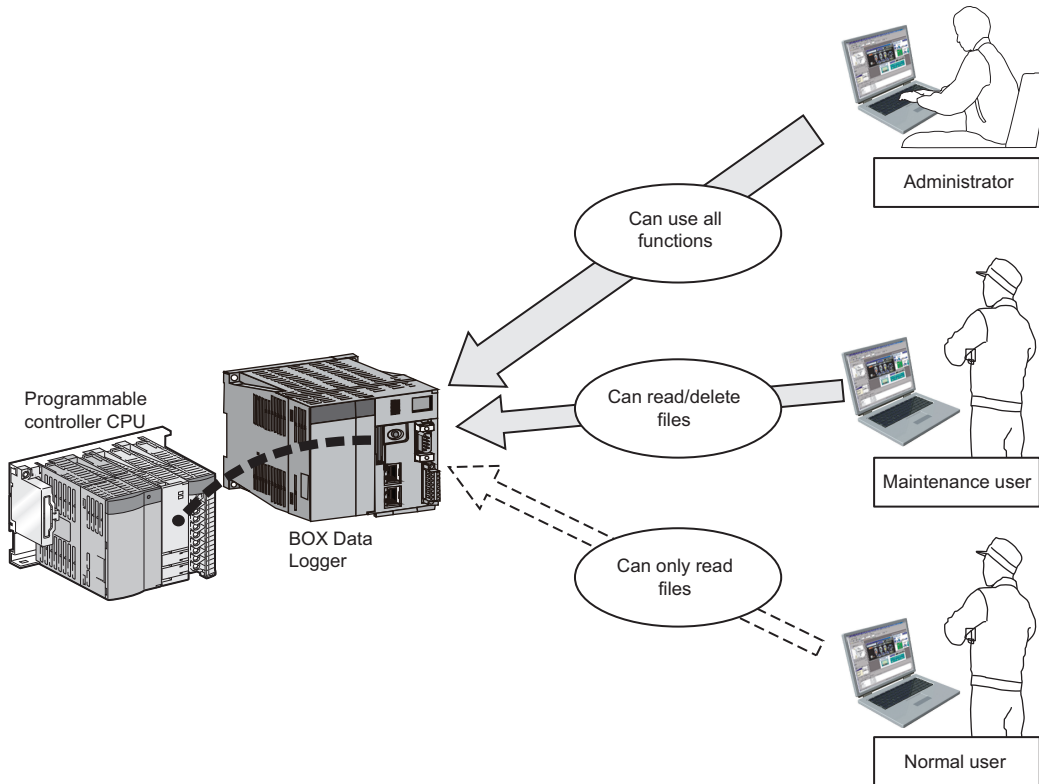 Administrator
Can use all
functions
Can read/delete
files
Maintenance user
Programmable
controller CPU
BOX Data
Logger
Can only read
files
Normal user